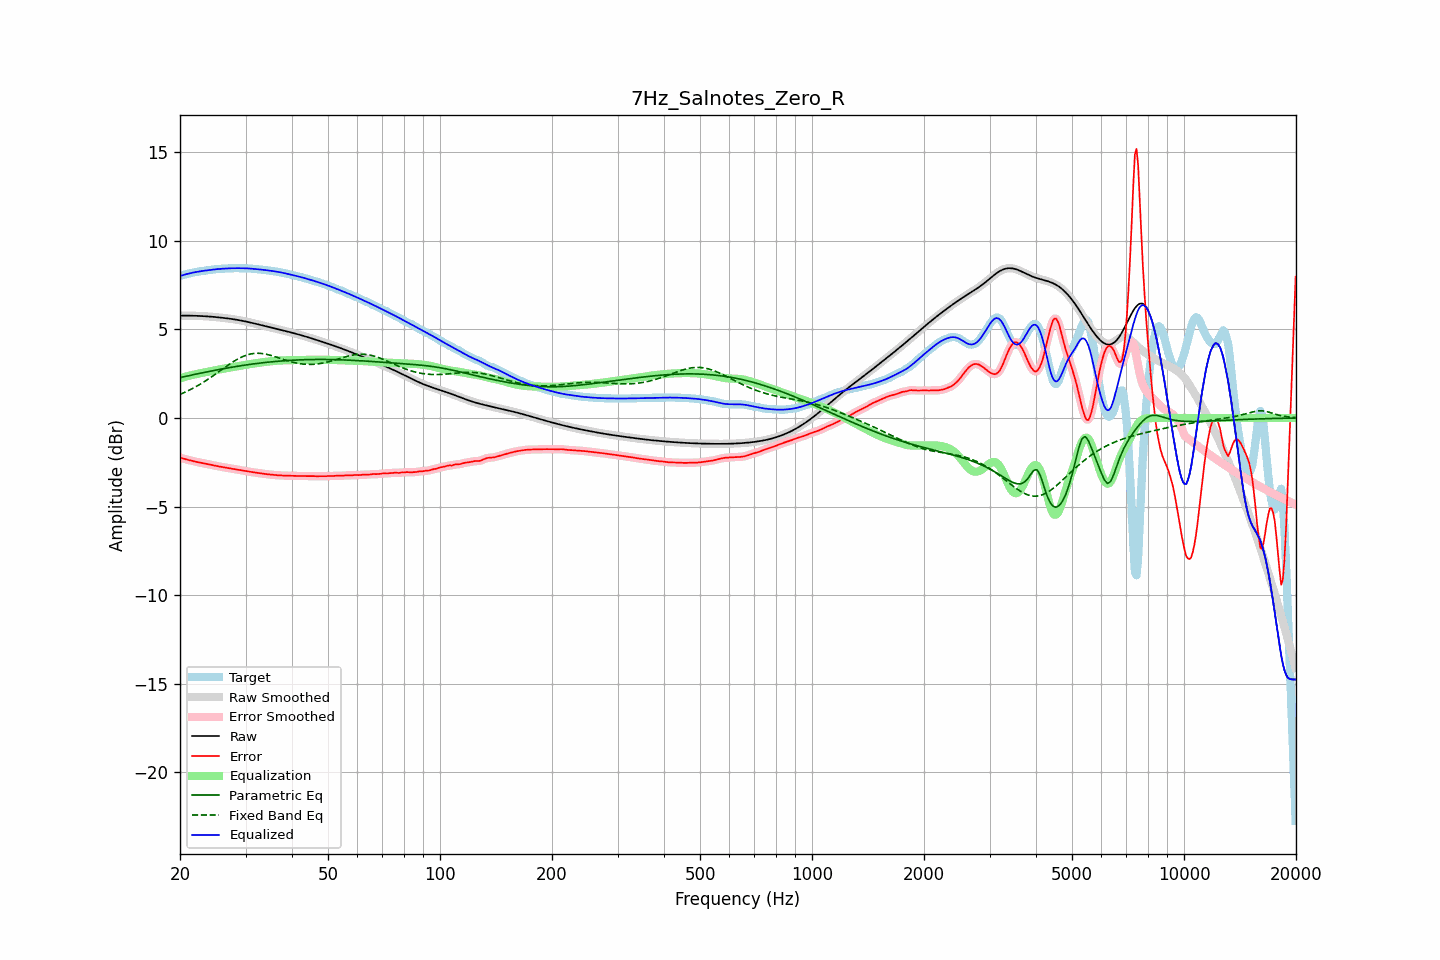 7Hz_Salnotes_Zero_R
Amplitude (dBr)
15
10
5
0
−5
−10
−15
−20
Target
Raw Smoothed
Error Smoothed
Raw
Error
Equalization
Parametric Eq
Fixed Band Eq
Equalized
20 50 100 200 500 1000 2000 5000 10000 20000
Frequency (Hz)